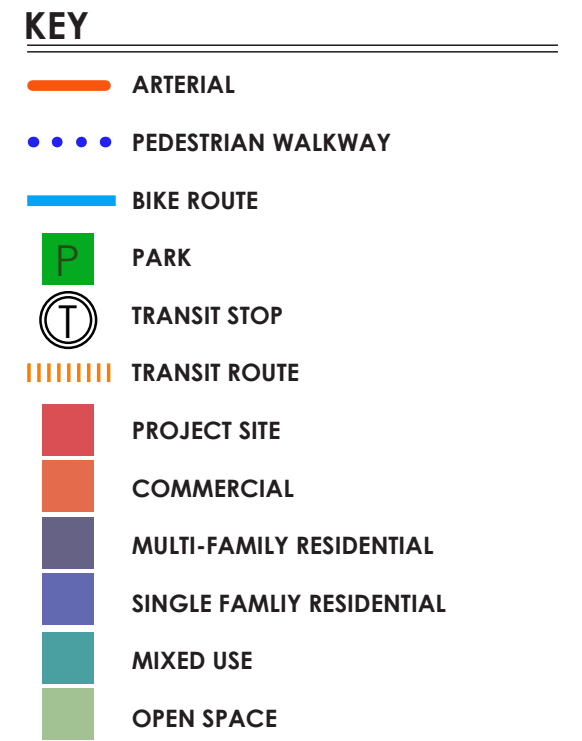 KEY
ARTERIAL
PEDESTRIAN WALKWAY
BIKE ROUTE
P
PARK
T
TRANSIT STOP
TRANSIT ROUTE
PROJECT SITE
COMMERCIAL
MULTI-FAMILY RESIDENTIAL
SINGLE FAMLIY RESIDENTIAL
MIXED USE
OPEN SPACE